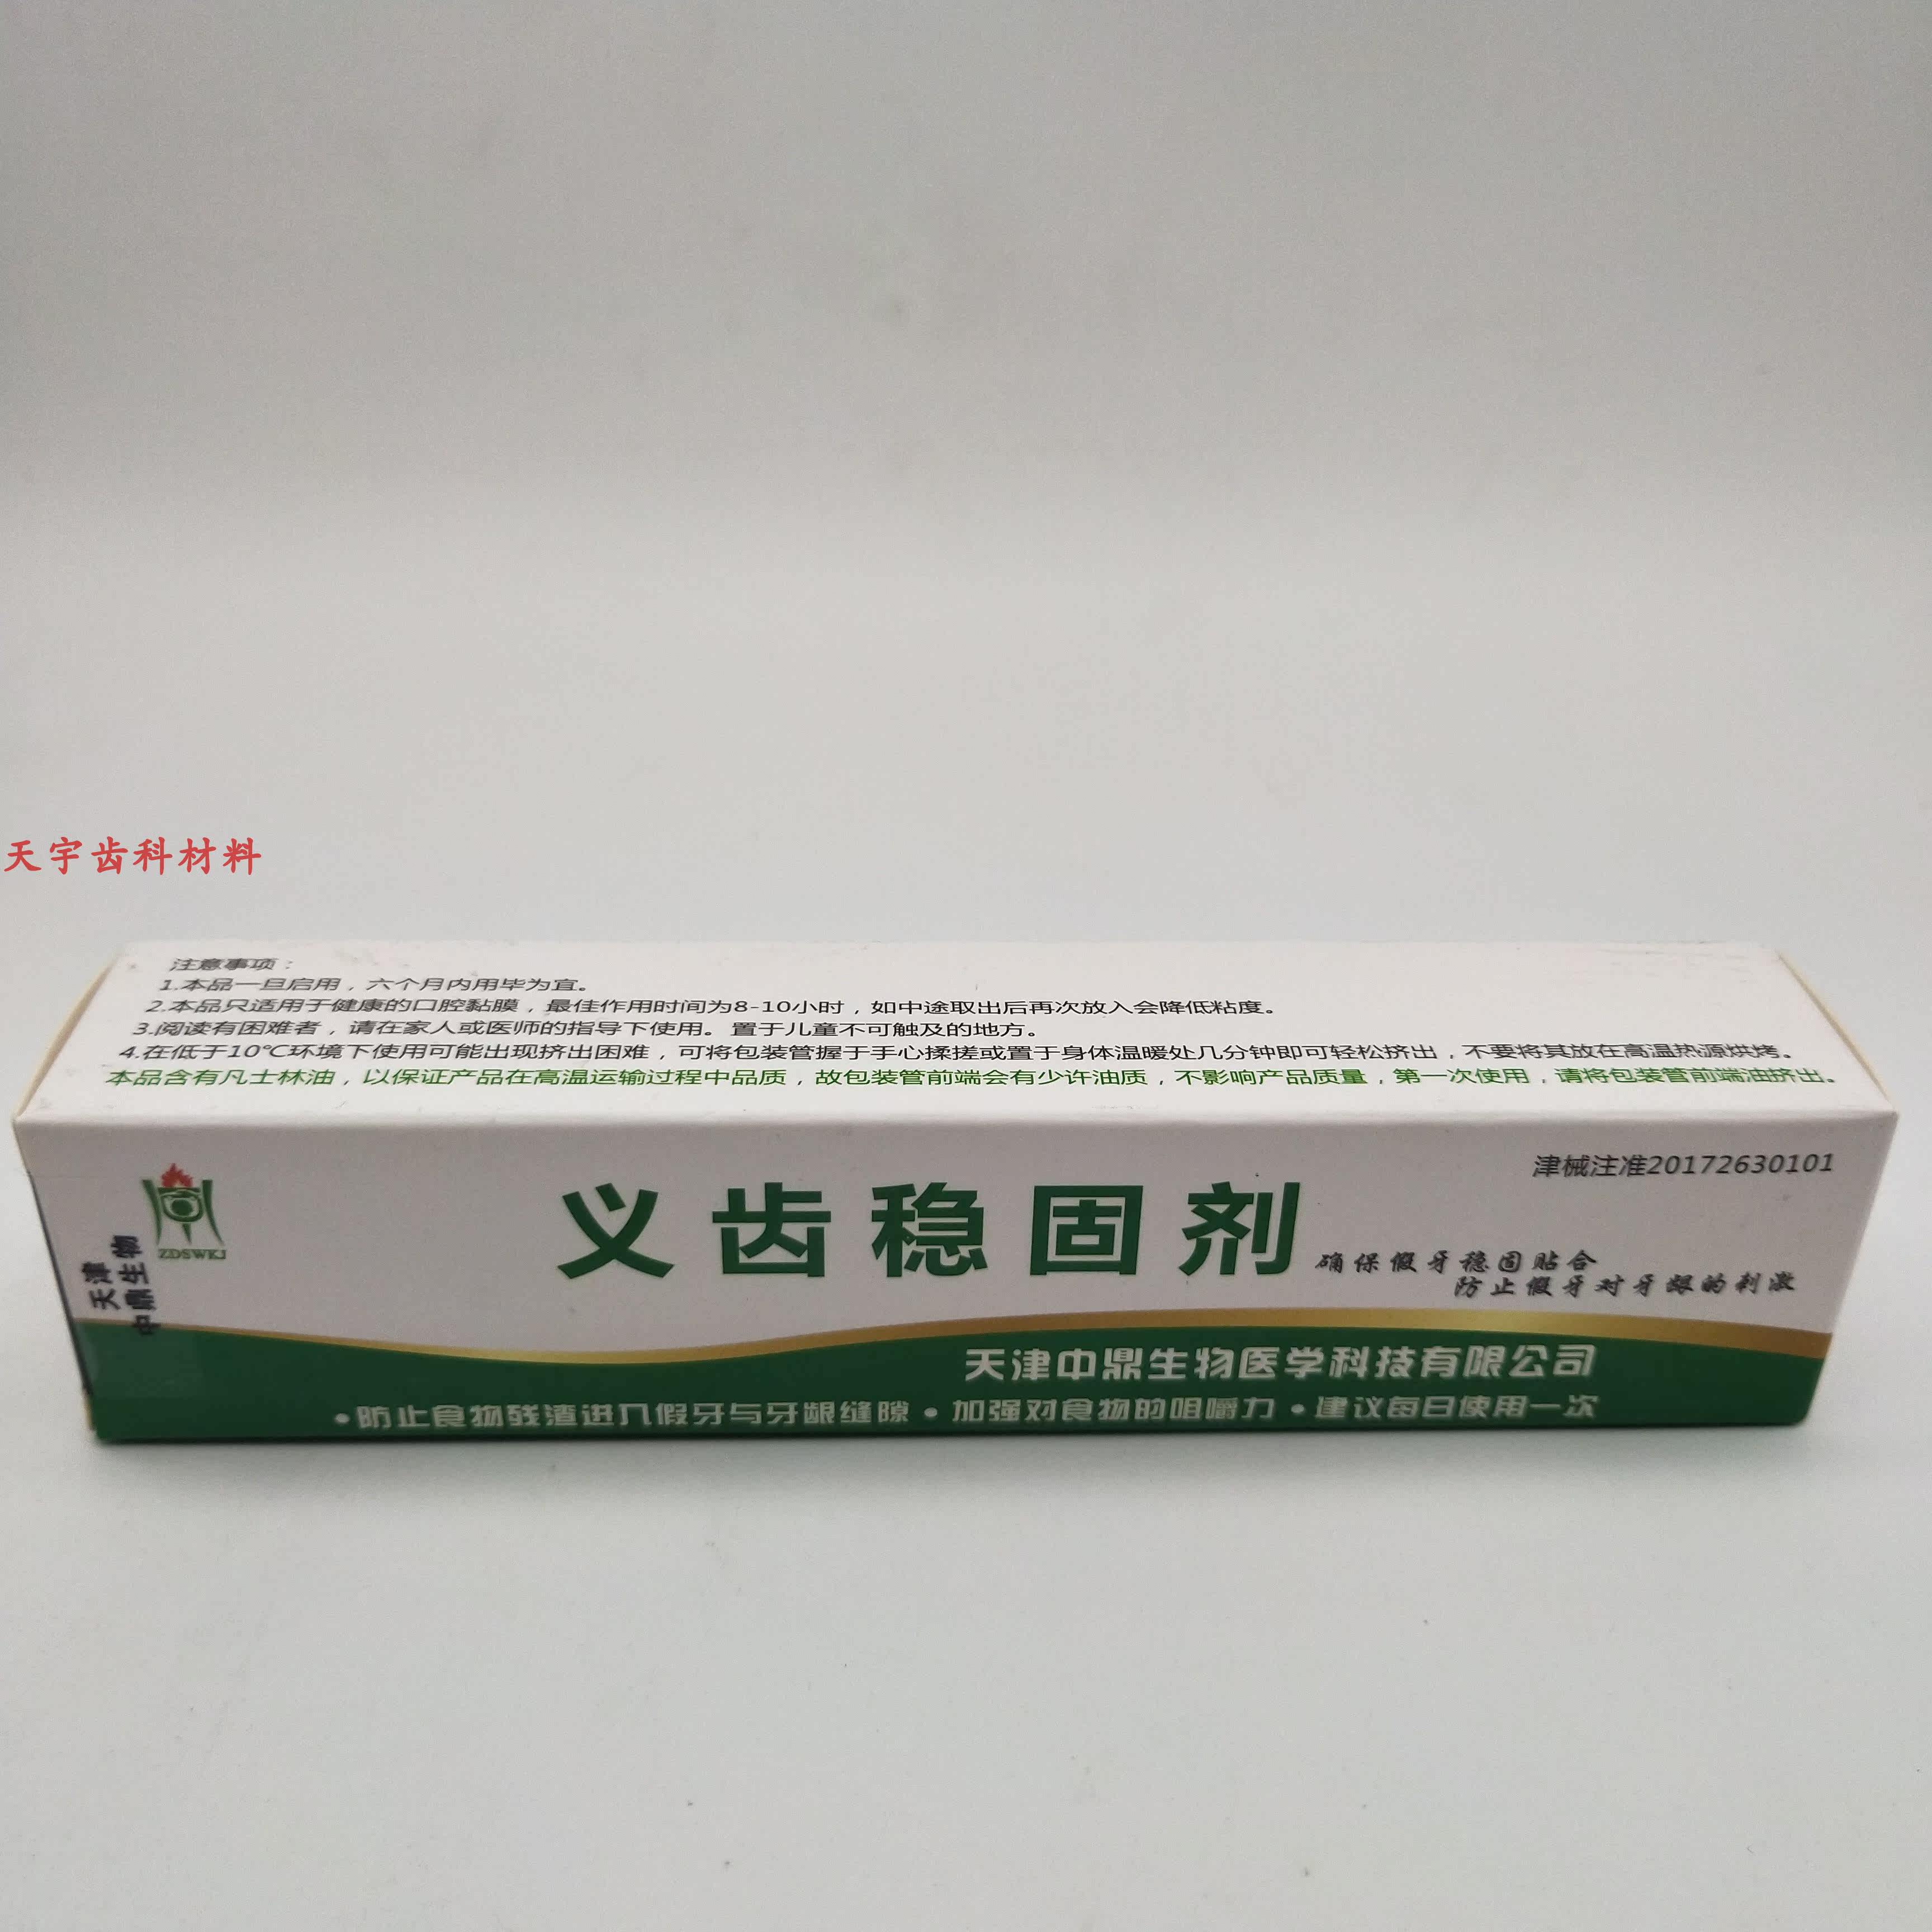 天宇齿科材料
注意事项：
1.本品一旦启用，六个月内用毕为宜。
2.本品只适用于健康的口腔黏膜，最佳作用时间为8-10小时，如中途取出后再次放入会降低粘度。
3.阅读有困难者，请在家人或医师的指导下使用。置于儿童不可触及的地方。
4.在低于10℃环境下使用可能出现挤出困难，可将包装管握于手心揉搓或置于身体温暖处几分钟即可轻松挤出，不要将其放在高温热源烘烤。
本品含有凡士林油，以保证产品在高温运输过程中品质，故包装管前端会有少许油质，不影响产品质量，第一次使用，请将包装管前端油挤出。
津械注准20172630101
ZDSWKJ
义齿稳固剂
确保假牙稳固贴合
防止假牙对牙龈的刺激
天津
中鼎生物
天津中鼎生物医学科技有限公司
•防止食物残渣进入假牙与牙龈缝隙•加强对食物的咀嚼力•建议每日使用一次